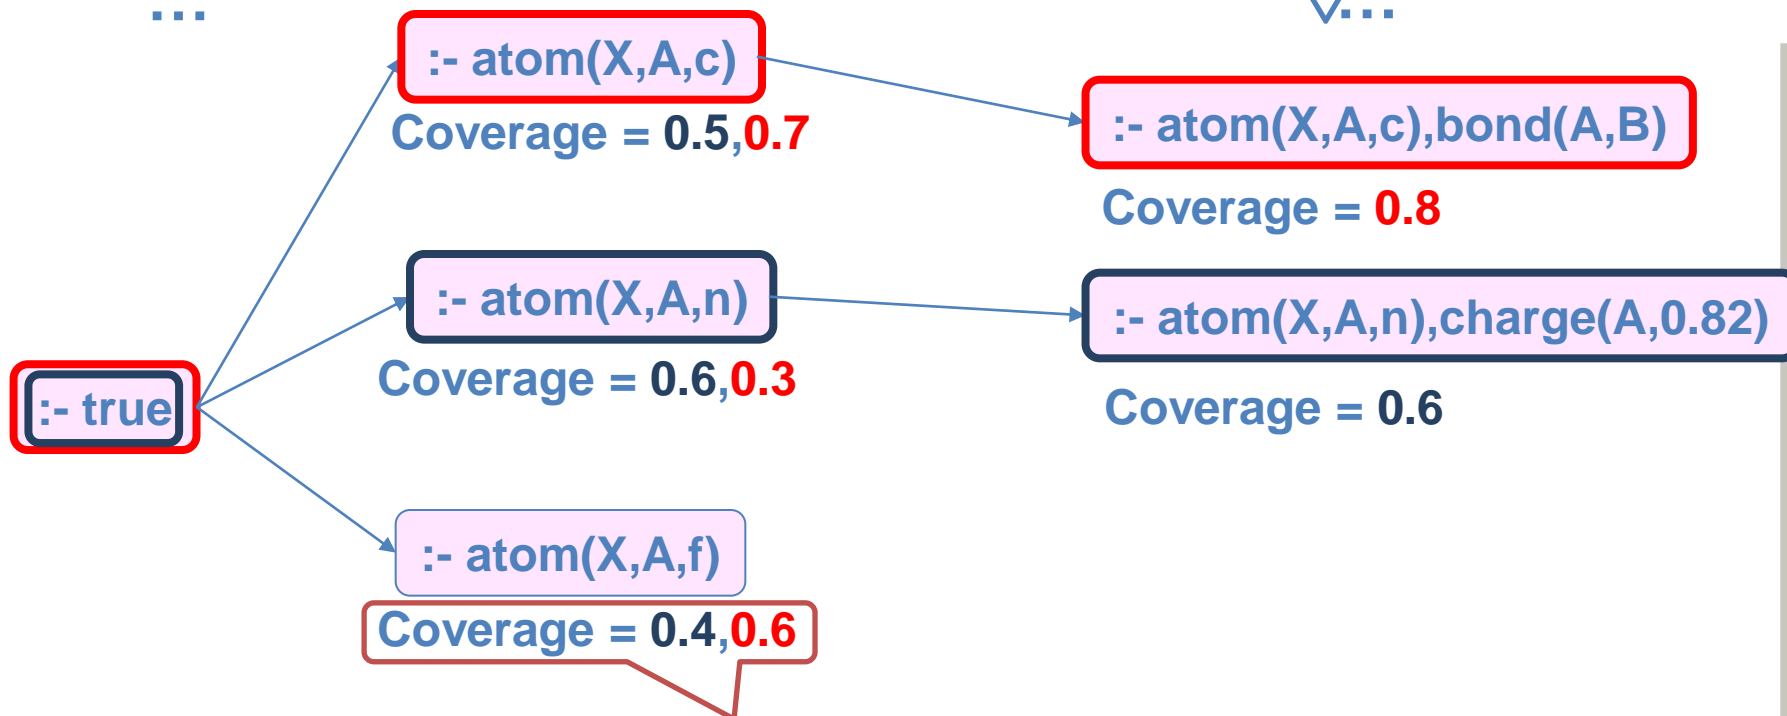 ... ...
:- atom(X,A,c)
Coverage = 0.5,0.7
:- atom(X,A,c),bond(A,B)
Coverage = 0.8
:- atom(X,A,n)
Coverage = 0.6,0.3
:- atom(X,A,n),charge(A,0.82)
Coverage = 0.6
:- true
:- atom(X,A,f)
Coverage = 0.4,0.6